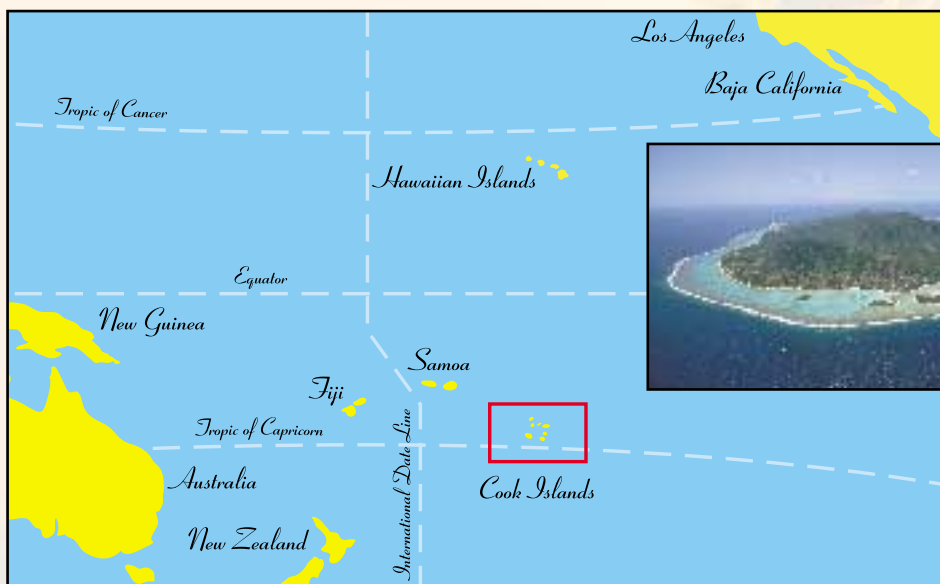 Los Angeles
Baja California
Tropic of Cancer
Hawaiian Islands
Equator
New Guinea
Samoa
Fiji
Tropic of Capricorn
International Date Line
Australia
Cook Islands
New Zealand